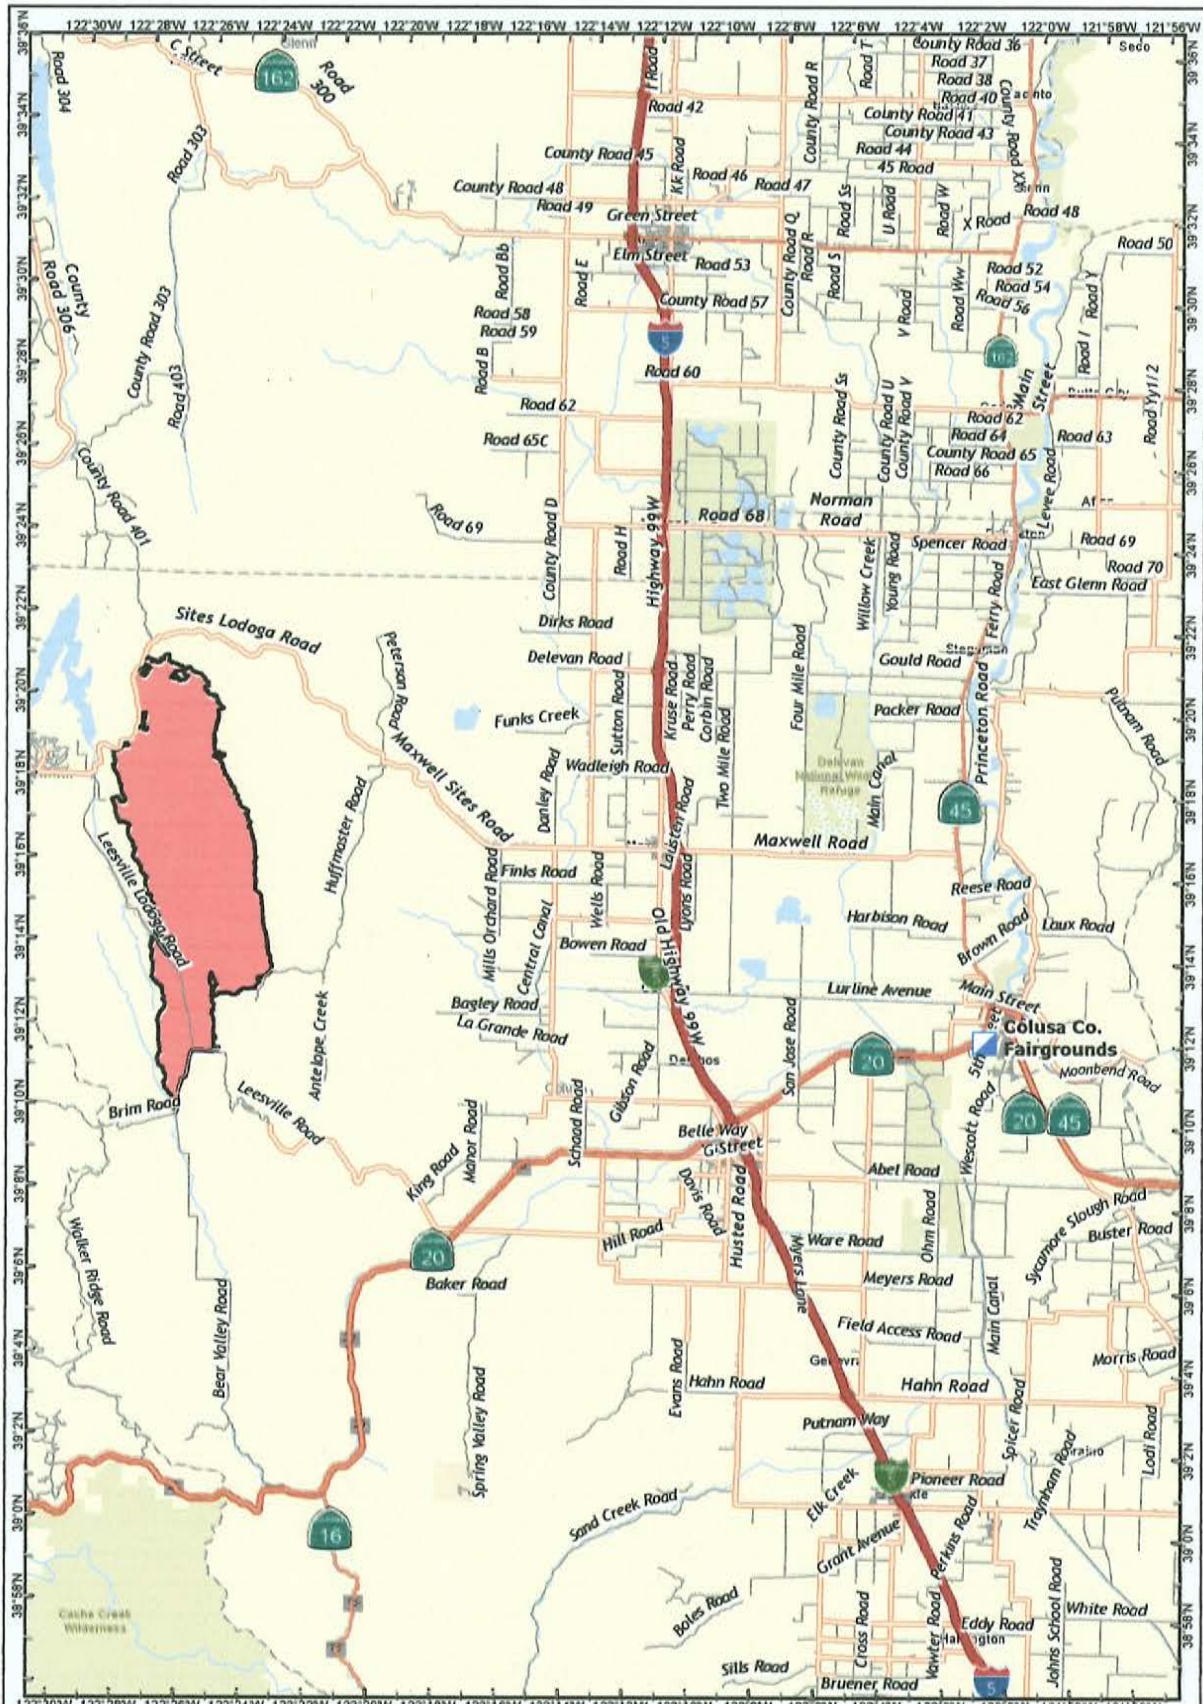 122°30'W 122°28'W 122°26'W 122°24'W 122°22'W 122°20'W 122°18'W 122°16'W 122°14'W 122°12'W 122°10'W 122°8'W 122°6'W 122°4'W 122°2'W 122°0'W 121°58'W 121°56'W
39°36'N
39°34'N
39°32'N
39°30'N
39°28'N
39°26'N
39°24'N
39°22'N
39°20'N
39°18'N
39°16'N
39°14'N
39°12'N
39°10'N
39°8'N
39°6'N
39°4'N
39°2'N
39°0'N
38°58'N
Road 304
C Street
Glenn
162
Road 300
I Road
Road 42
County Road R
Road T
County Road 36
Seco
Road 37
Road 38
Road 40
County Road 41
County Road 43
County Road XX
Road 303
County Road 45
Kk Road
Road 46
Road 44
45 Road
County Road 48
Road 47
Road 49
Green Street
Road Ss
U Road
Road W
X Road
Road 48
Elm Street
Road 53
County Road Q
Road R
Road S
Road 50
Road Bb
Road E
Road 52
Road 54
Road 56
Road Y
County Road 306
County Road 303
Road 58
Road 59
County Road 57
5
V Road
Road Ww
162
Road I
Road B
Road 60
Main Street
Road 403
Road 62
County Road Ss
County Road U
County Road V
Road 62
Road 64
County Road 65
Road 66
Road 63
Road Yy1/2
Road 65C
County Road 401
Road 69
County Road D
Road H
Highway 99W
Road 68
Norman Road
Levee Road
Spencer Road
Road 69
Road 70
East Glenn Road
Willow Creek
Young Road
Ferry Road
Sites Lodoga Road
Peterson Road
Dirks Road
Delevan Road
Kruse Road
Perry Road
Corbin Road
Four Mile Road
Gould Road
Packer Road
Princeton Road
Putnam Road
Funks Creek
Sutton Road
Wadleigh Road
Two Mile Road
Delevan
National Wildlife
Refuge
Main Canal
45
Maxwell Sites Road
Huffmaster Road
Danley Road
Lausten Road
Maxwell Road
Leesville Lodoga Road
Finks Road
Mills Orchard Road
Wells Road
Lyons Road
Reese Road
Central Canal
Bowen Road
Old Highway 99W
Harbison Road
Brown Road
Laux Road
Bagley Road
La Grande Road
Lurline Avenue
Main Street
Antelope Creek
Gibson Road
San Jose Road
20
Colusa Co.
Fairgrounds
Moonbend Road
Brim Road
Leesville Road
Manor Road
Schaad Road
Belle Way
G Street
Wescott Road
20
45
King Road
Davis Road
Husted Road
Abel Road
Sycamore Slough Road
Walker Ridge Road
Hill Road
Ware Road
Ohm Road
Buster Road
20
Baker Road
Myers Lane
Meyers Road
Main Canal
Bear Valley Road
Field Access Road
Morris Road
Spring Valley Road
Evans Road
Hahn Road
Hahn Road
Putnam Way
Spicer Road
Lodi Road
Traynham Road
Pioneer Road
Elk Creek
16
Sand Creek Road
Grant Avenue
Perkins Road
Cache Creek
Wilderness
Boles Road
Cross Road
Vawter Road
Eddy Road
Johns School Road
White Road
Sills Road
Bruener Road
5